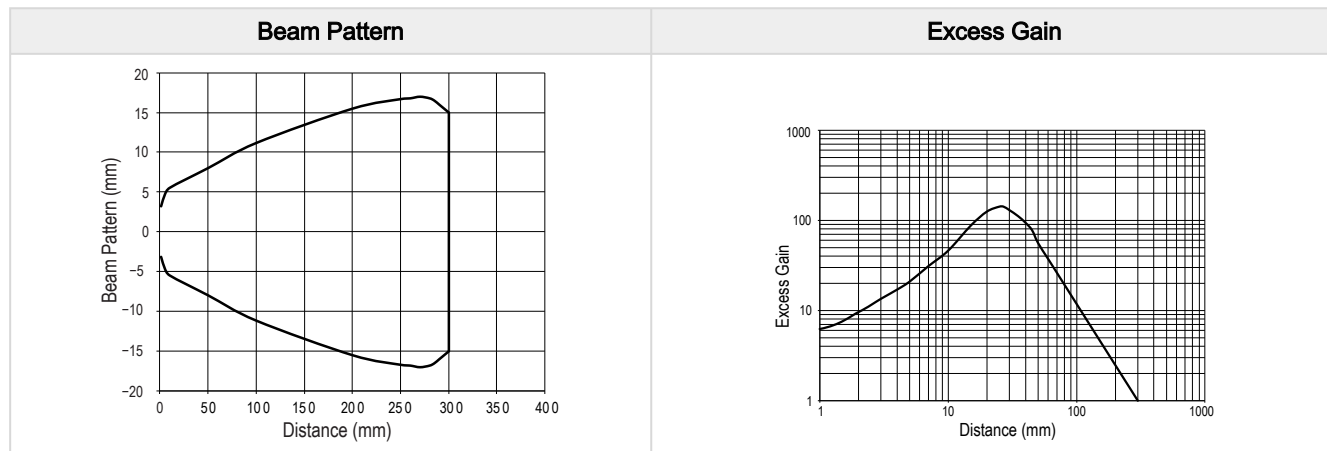 Beam Pattern
Excess Gain
20
15
10
5
0
−5
−10
−15
−20
Beam Pattern (mm)
0 50 100 150 200 250 300 350 400
Distance (mm)
1000
100
10
1
Excess Gain
1 10 100 1000
Distance (mm)